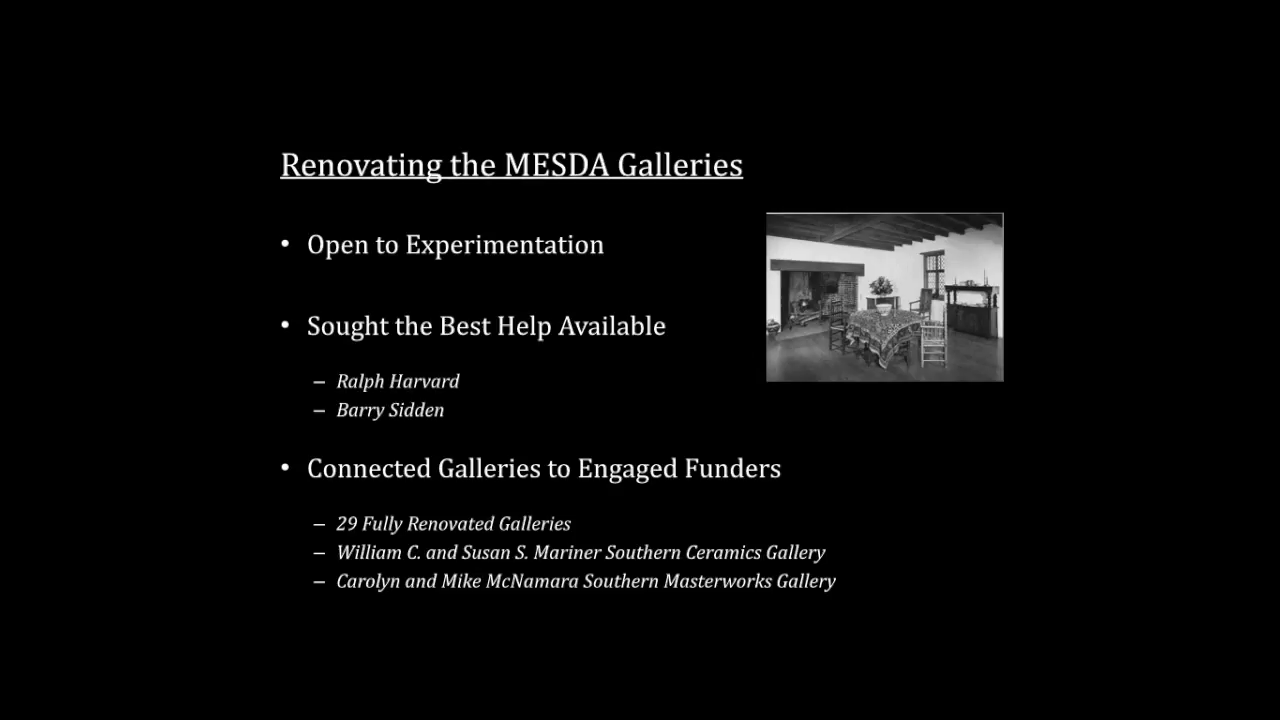 Renovating the MESDA Galleries
• Open to Experimentation
• Sought the Best Help Available
– Ralph Harvard
– Barry Sidden
• Connected Galleries to Engaged Funders
– 29 Fully Renovated Galleries
– William C. and Susan S. Mariner Southern Ceramics Gallery
– Carolyn and Mike McNamara Southern Masterworks Gallery